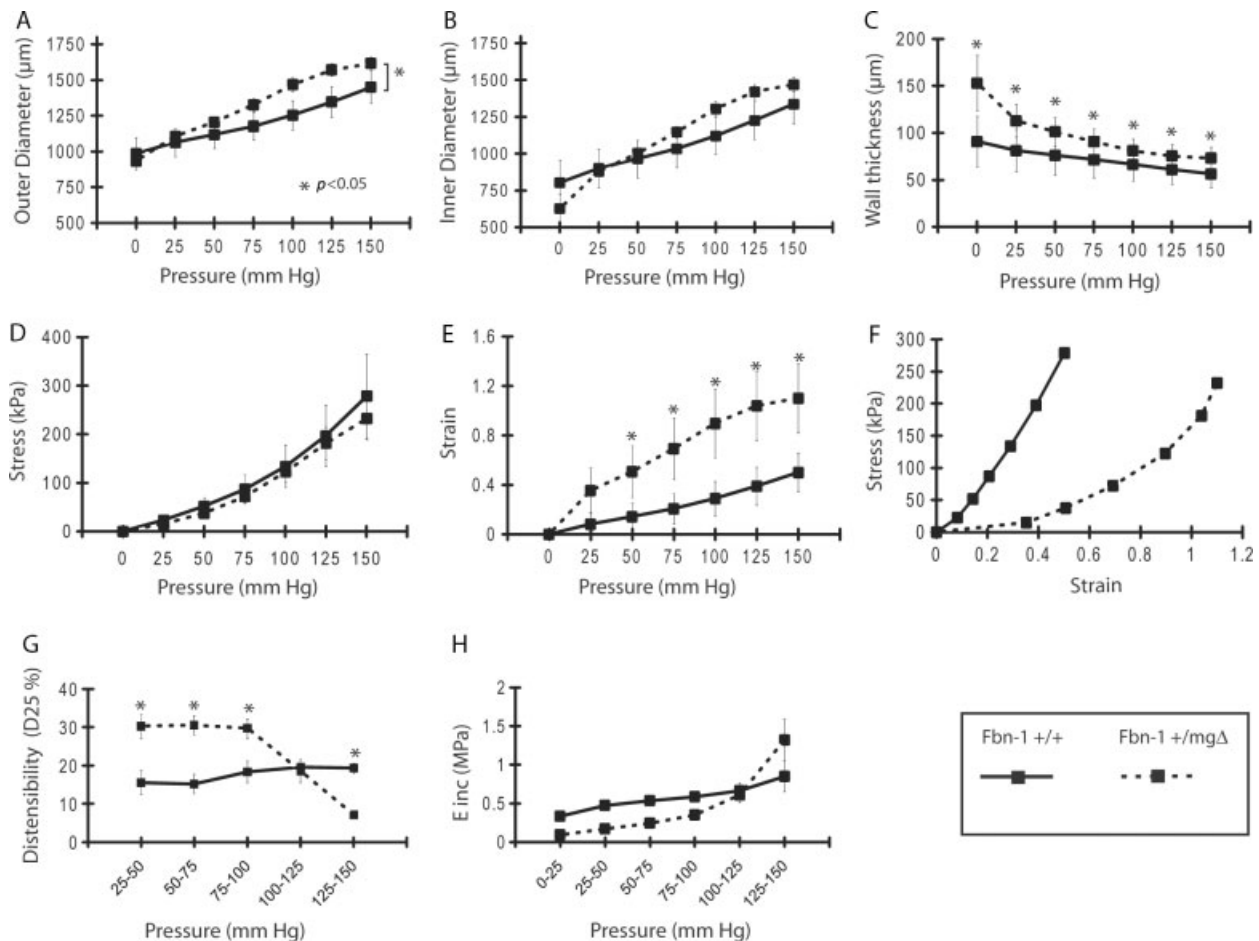 A
Outer Diameter (µm)
1750
1500
1250
1000
750
500
*
* p<0.05
0 25 50 75 100 125 150
Pressure (mm Hg)
B
Inner Diameter (µm)
1750
1500
1250
1000
750
500
0 25 50 75 100 125 150
Pressure (mm Hg)
C
Wall thickness (µm)
200
150
100
50
0
* * * * * * *
0 25 50 75 100 125 150
Pressure (mm Hg)
D
Stress (kPa)
400
300
200
100
0
0 25 50 75 100 125 150
Pressure (mm Hg)
E
Strain
1.6
1.2
0.8
0.4
0
* * * * *
0 25 50 75 100 125 150
Pressure (mm Hg)
F
Stress (kPa)
300
250
200
150
100
50
0
0 0.2 0.4 0.6 0.8 1 1.2
Strain
G
Distensibility (D25 %)
40
30
20
10
0
* * * *
25-50 50-75 75-100 100-125 125-150
Pressure (mm Hg)
H
E inc (MPa)
2
1.5
1
0.5
0
0-25 25-50 50-75 75-100 100-125 125-150
Pressure (mm Hg)
Fbn-1 +/+ Fbn-1 +/mgΔ